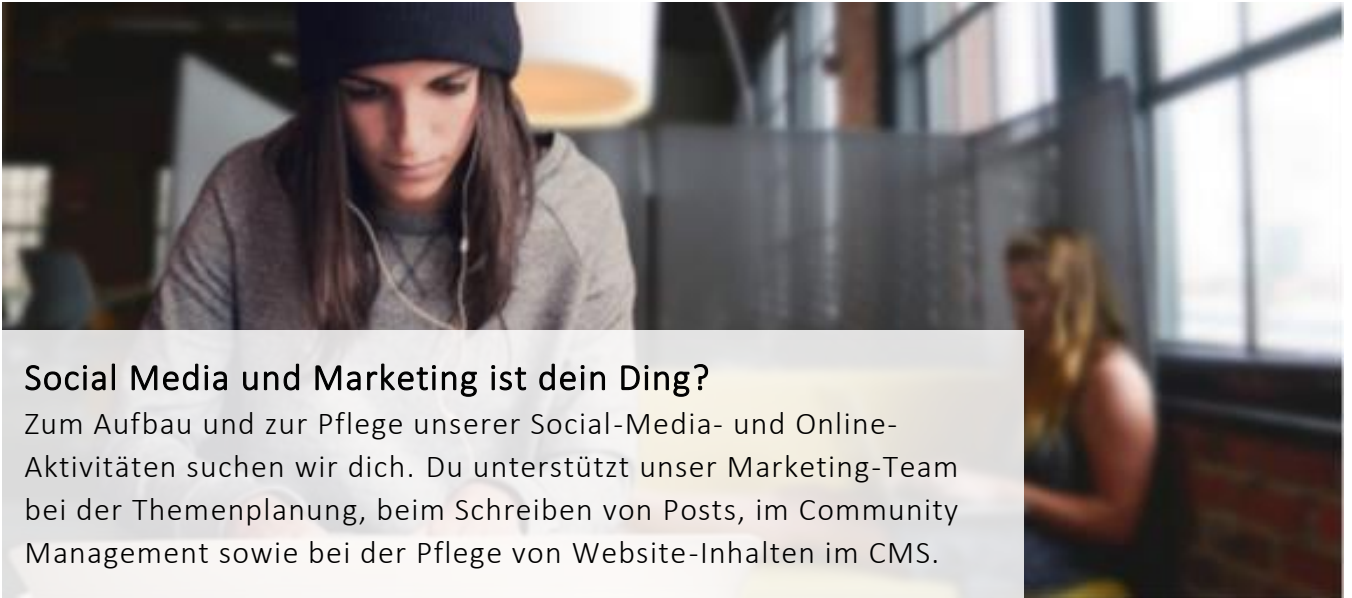 Social Media und Marketing ist dein Ding?
Zum Aufbau und zur Pflege unserer Social-Media- und Online-
Aktivitäten suchen wir dich. Du unterstützt unser Marketing-Team
bei der Themenplanung, beim Schreiben von Posts, im Community
Management sowie bei der Pflege von Website-Inhalten im CMS.